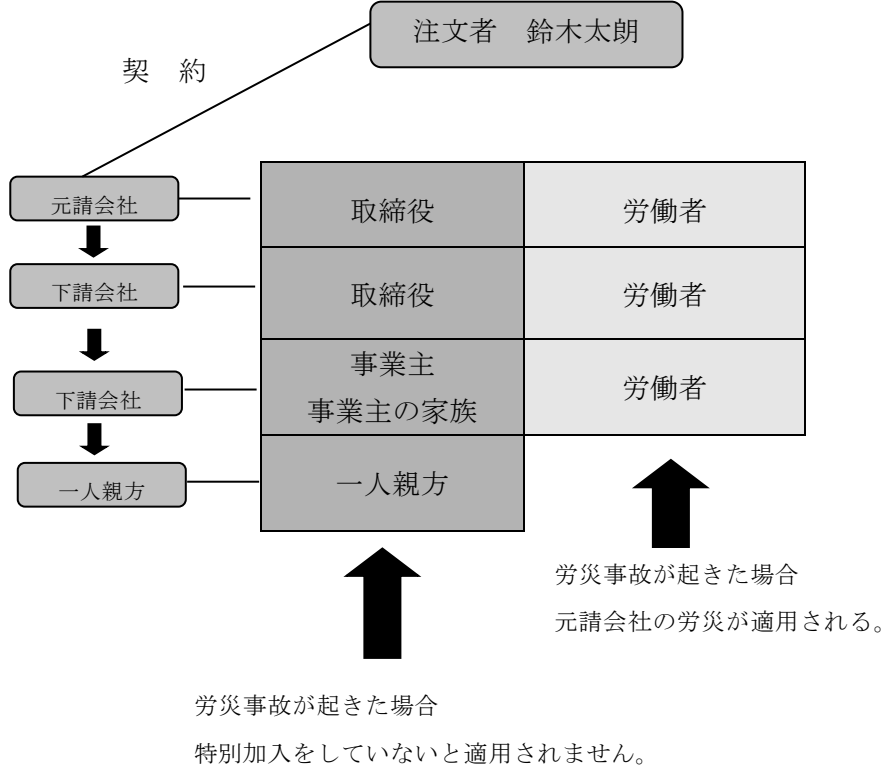 注文者 鈴木太朗
契 約
元請会社
取締役 労働者
下請会社
取締役 労働者
下請会社
事業主
事業主の家族
労働者
一人親方
一人親方
労災事故が起きた場合
元請会社の労災が適用される。
労災事故が起きた場合
特別加入をしていないと適用されません。